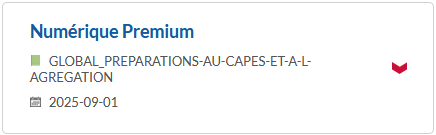 Numérique Premium
GLOBAL_PREPARATIONS-AU-CAPES-ET-A-L-
AGREGATION
2025-09-01